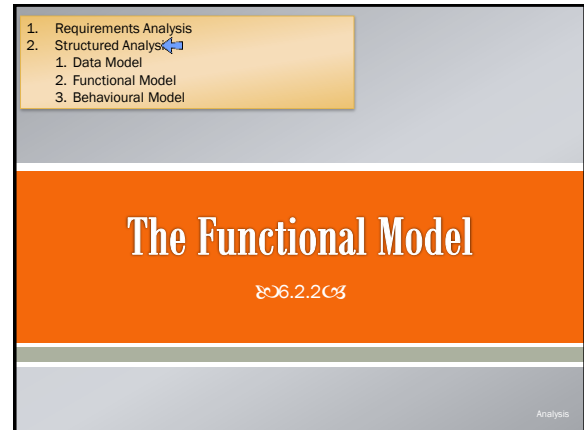 1. Requirements Analysis
2. Structured Analysis
1. Data Model
2. Functional Model
3. Behavioural Model
The Functional Model
6.2.2
Analysis